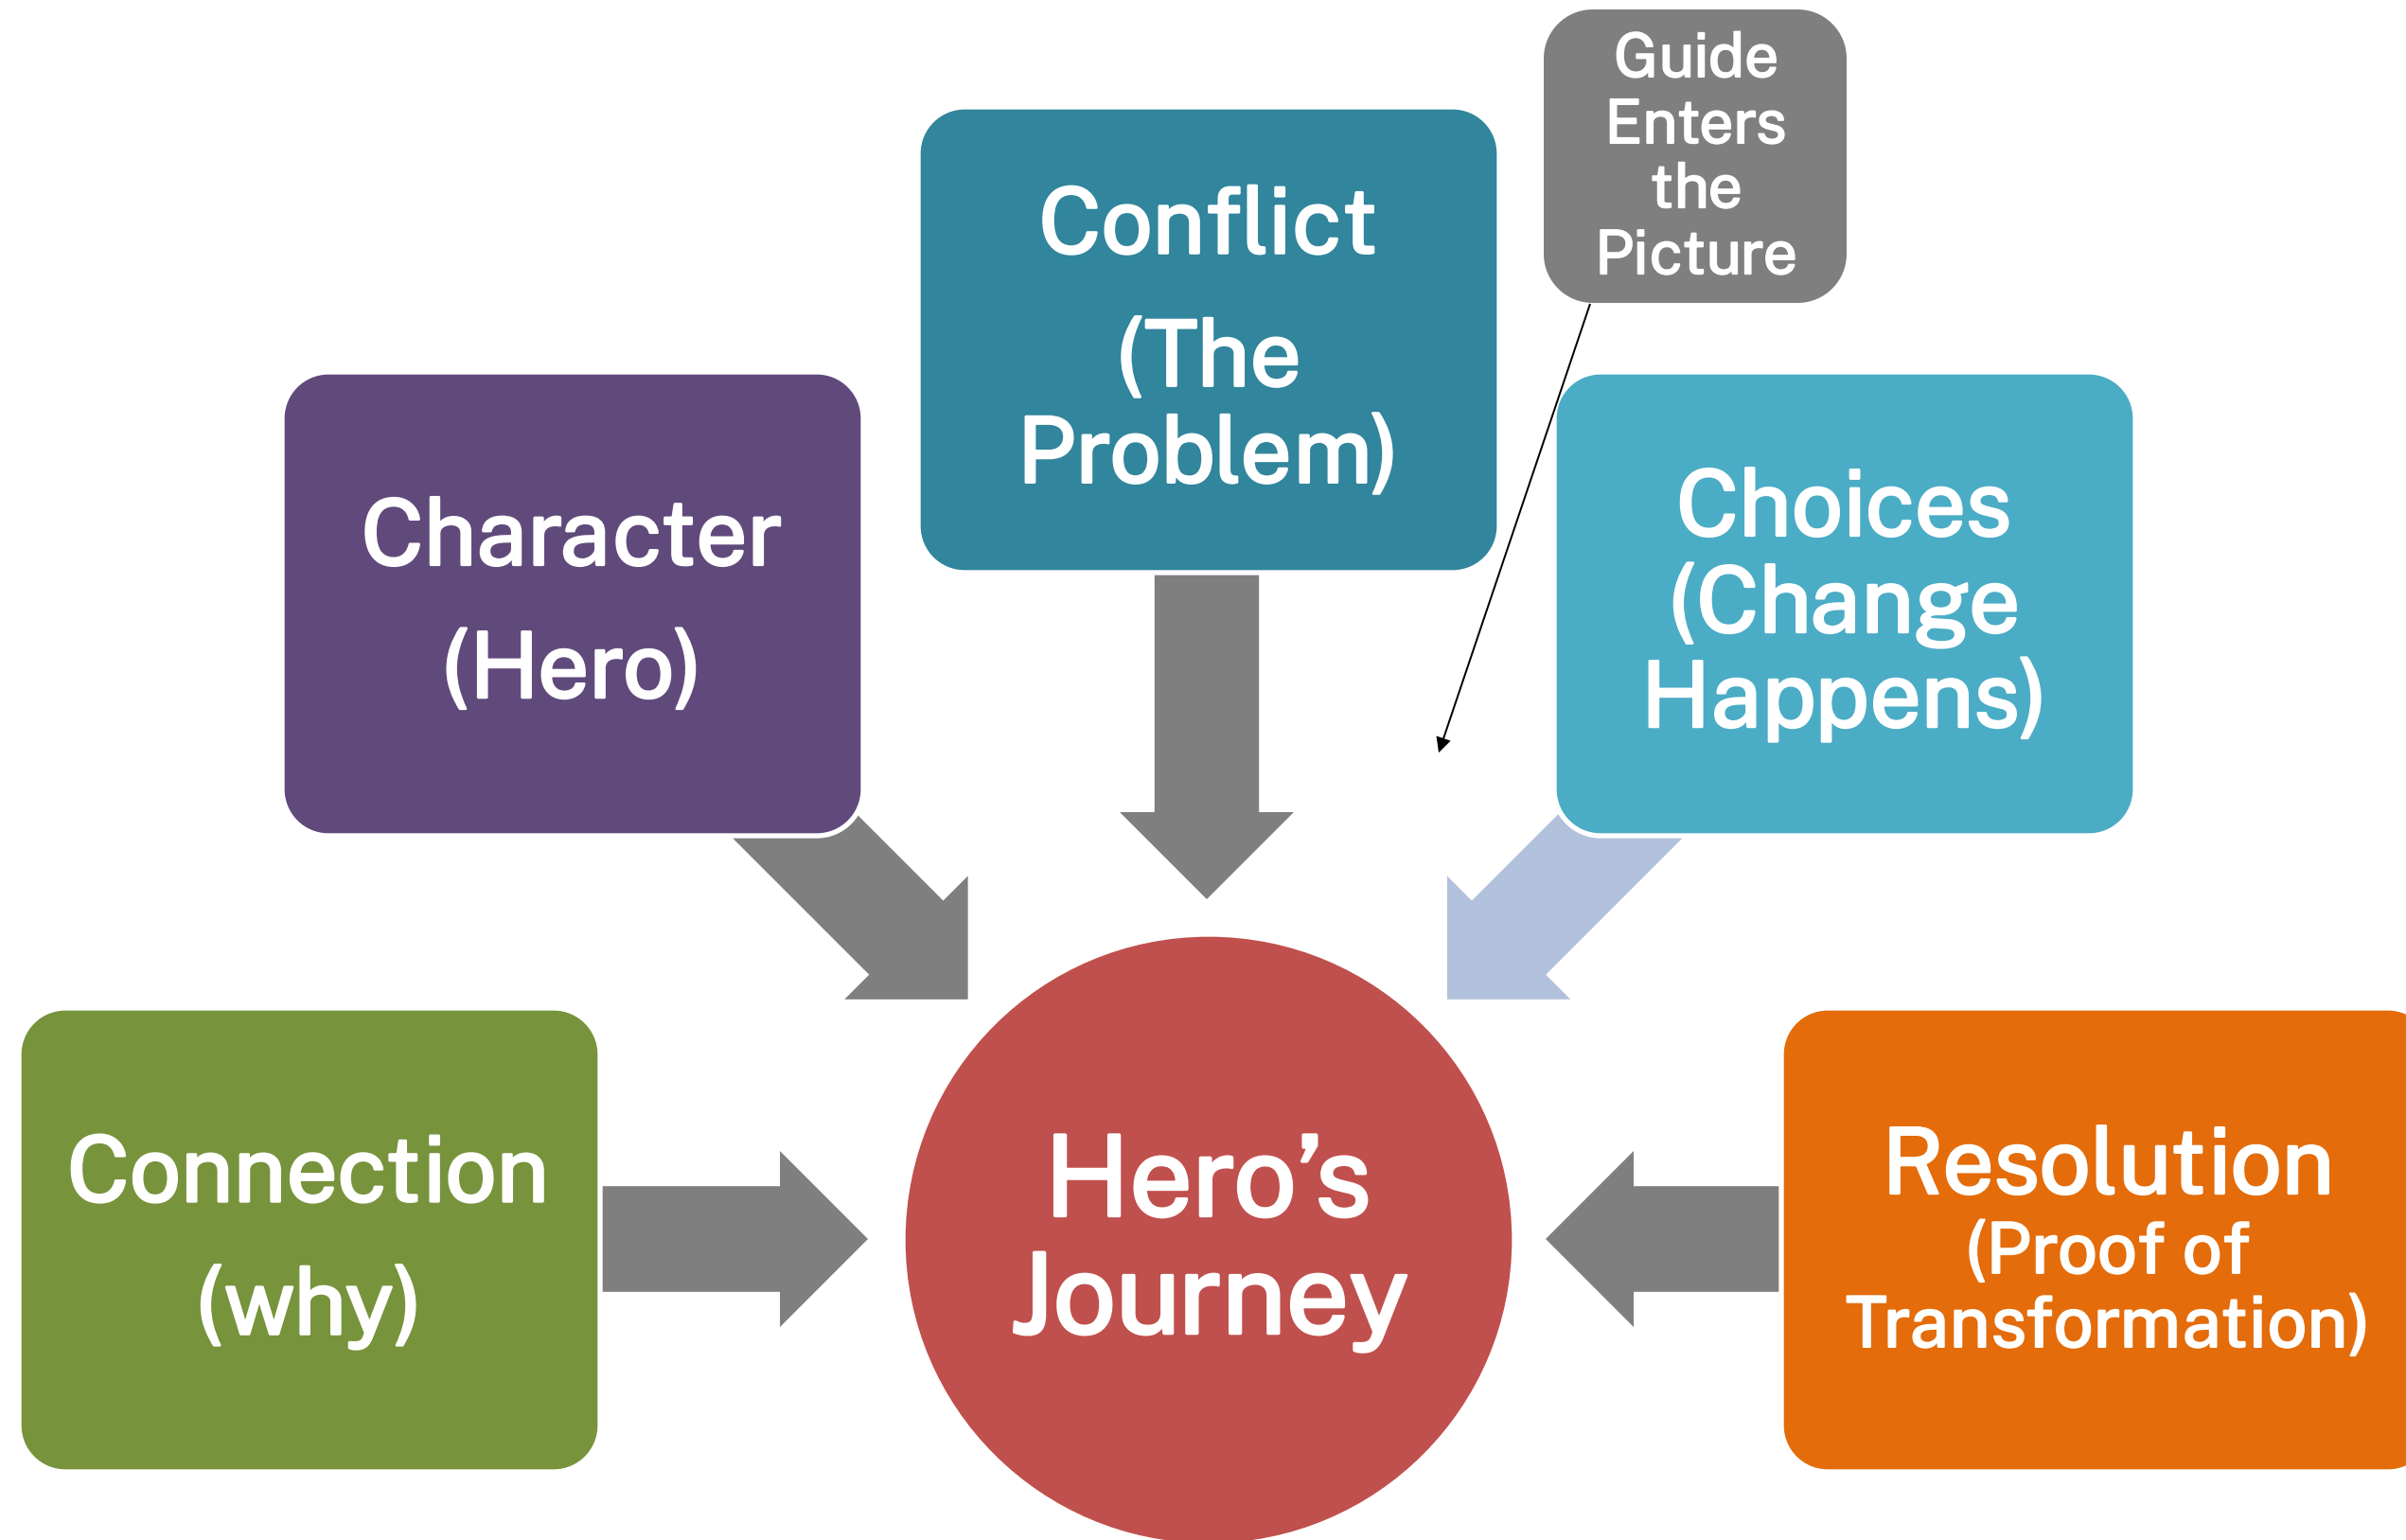 Guide
Enters
the
Picture
Conflict
(The
Problem)
Character
(Hero)
Choices
(Change
Happens)
Connection
(why)
Hero’s
Journey
Resolution
(Proof of
Transformation)